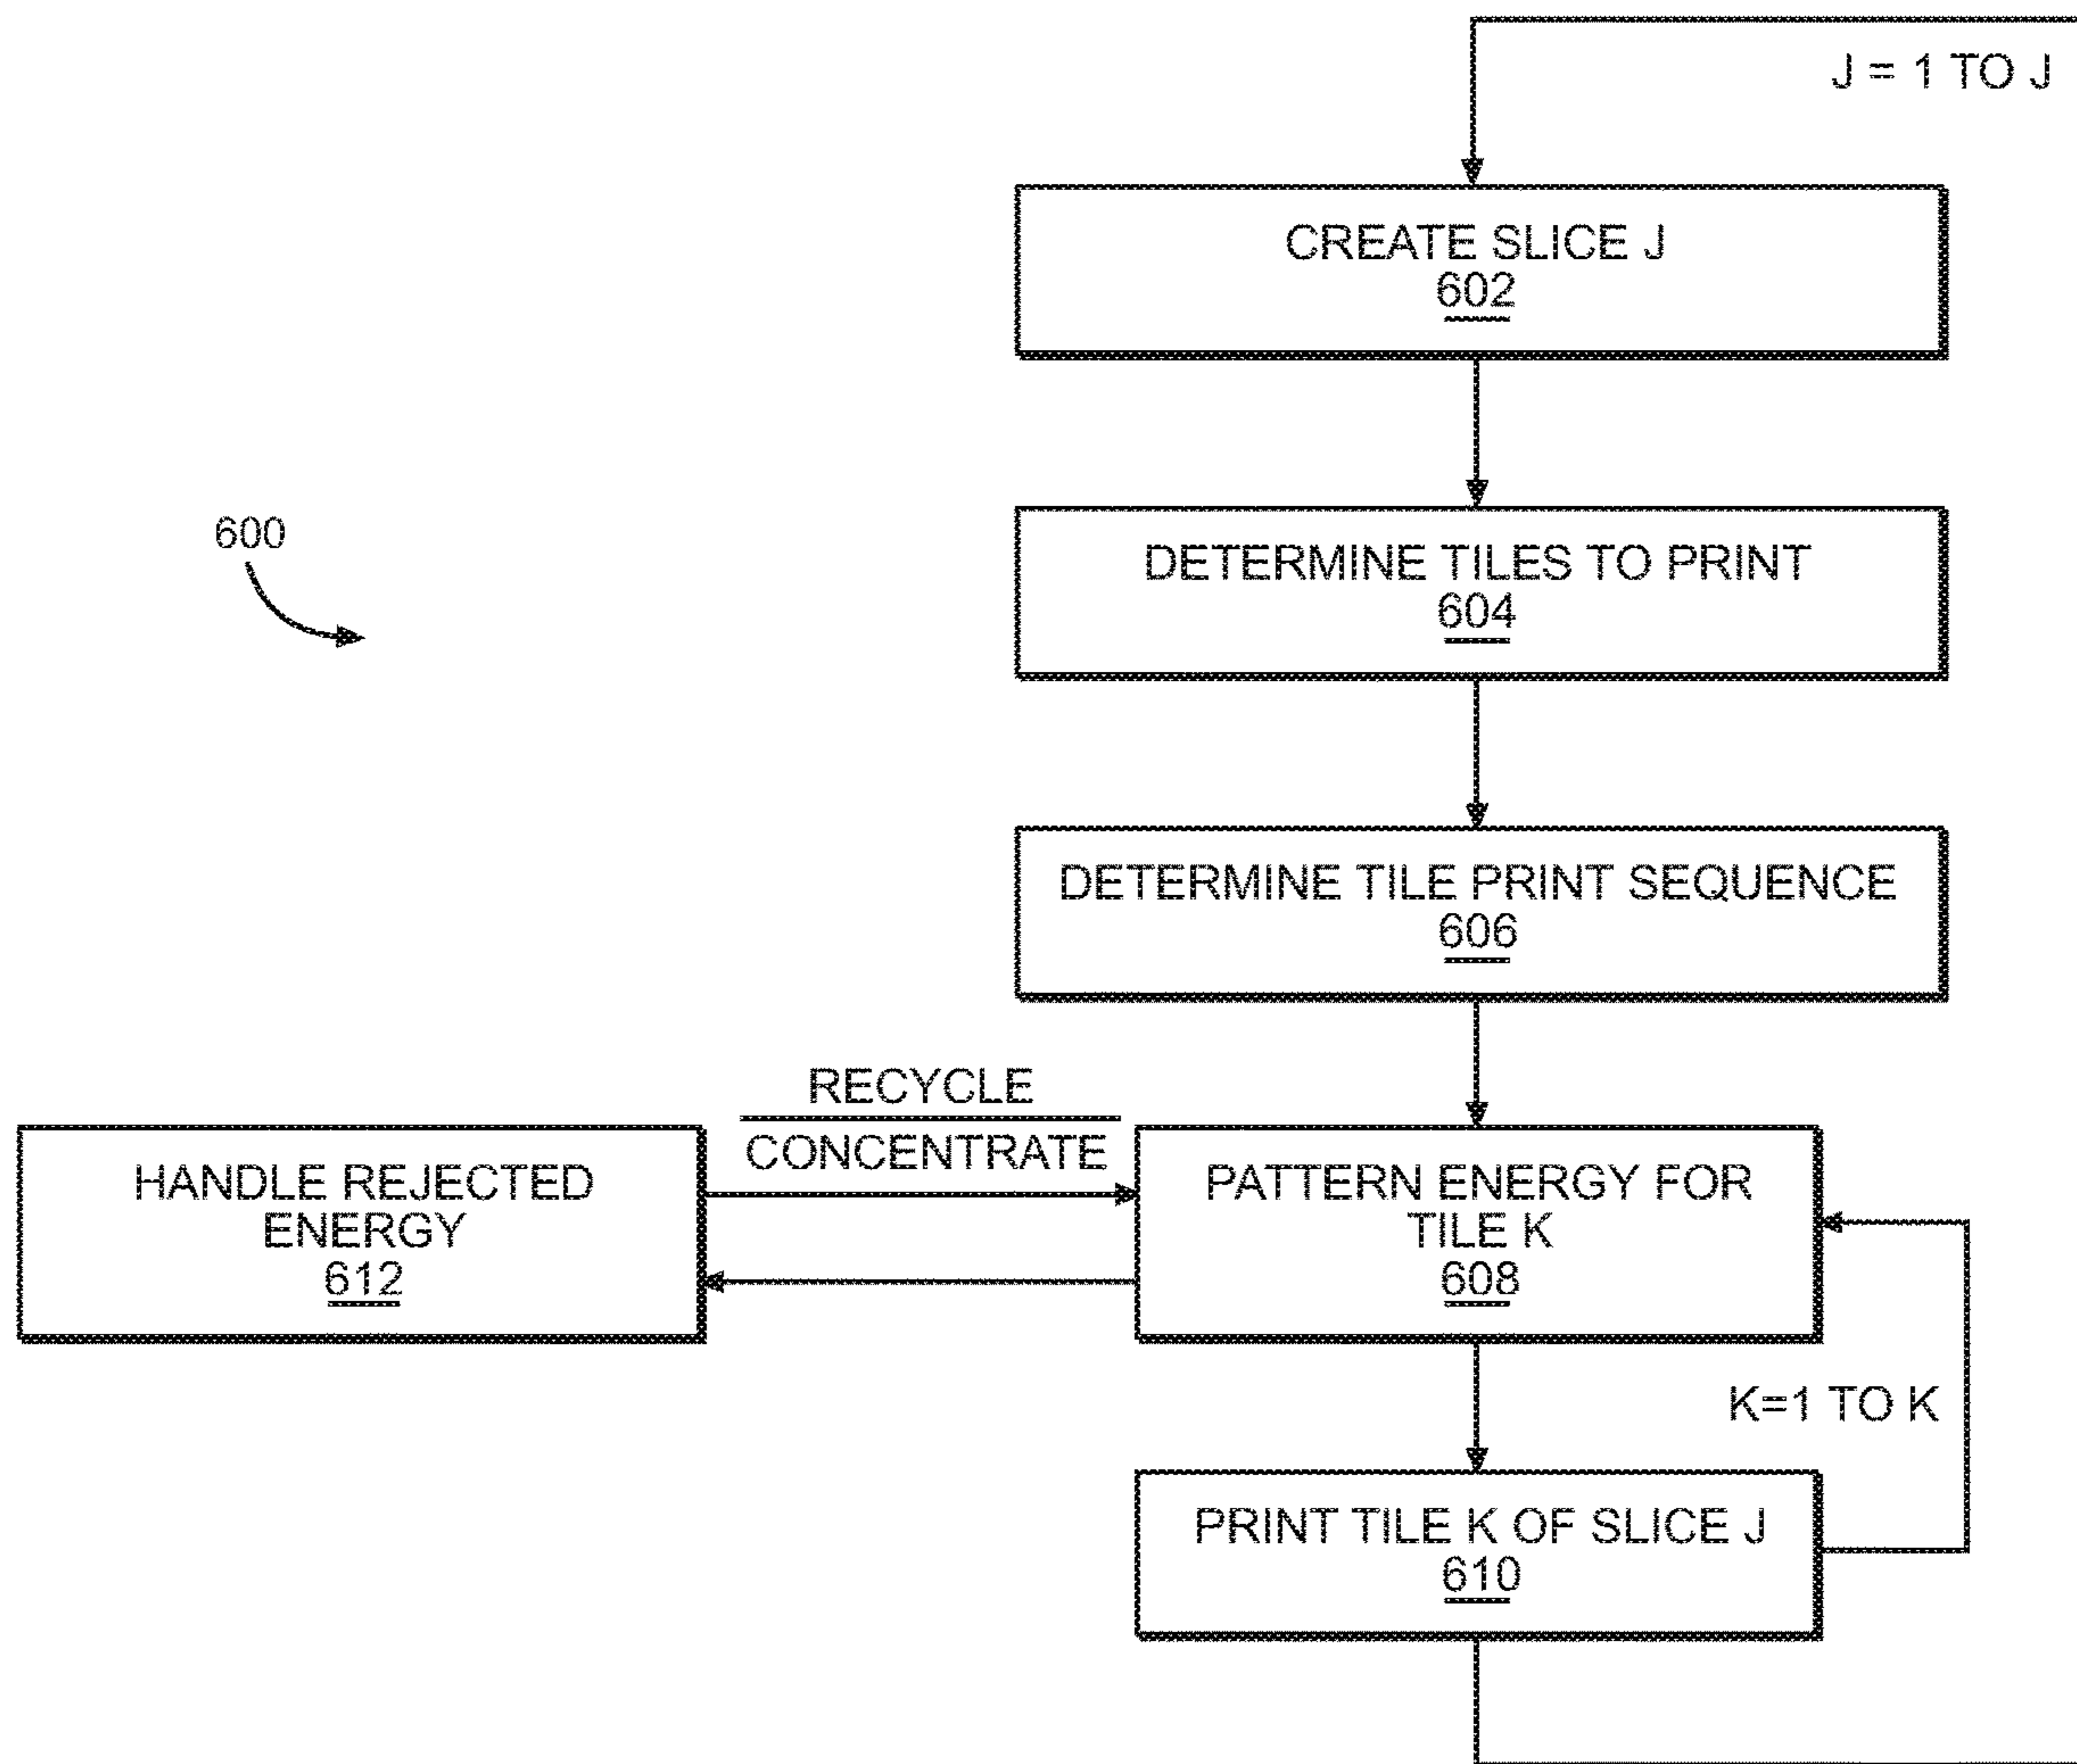 J = 1 TO J
CREATE SLICE J
602
600
DETERMINE TILES TO PRINT
604
DETERMINE TILE PRINT SEQUENCE
606
RECYCLE
CONCENTRATE
HANDLE REJECTED
ENERGY
612
PATTERN ENERGY FOR
TILE K
608
K=1 TO K
PRINT TILE K OF SLICE J
610